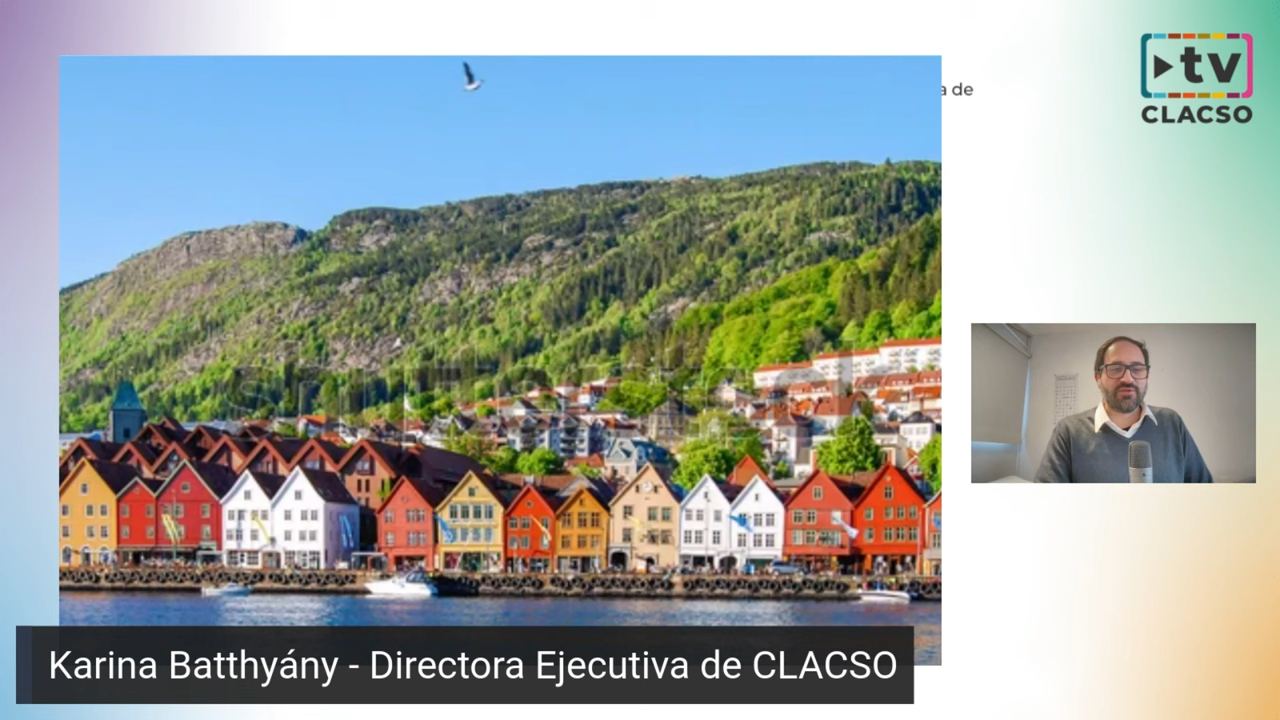 a de
tv
CLACSO
Karina Batthyány - Directora Ejecutiva de CLACSO